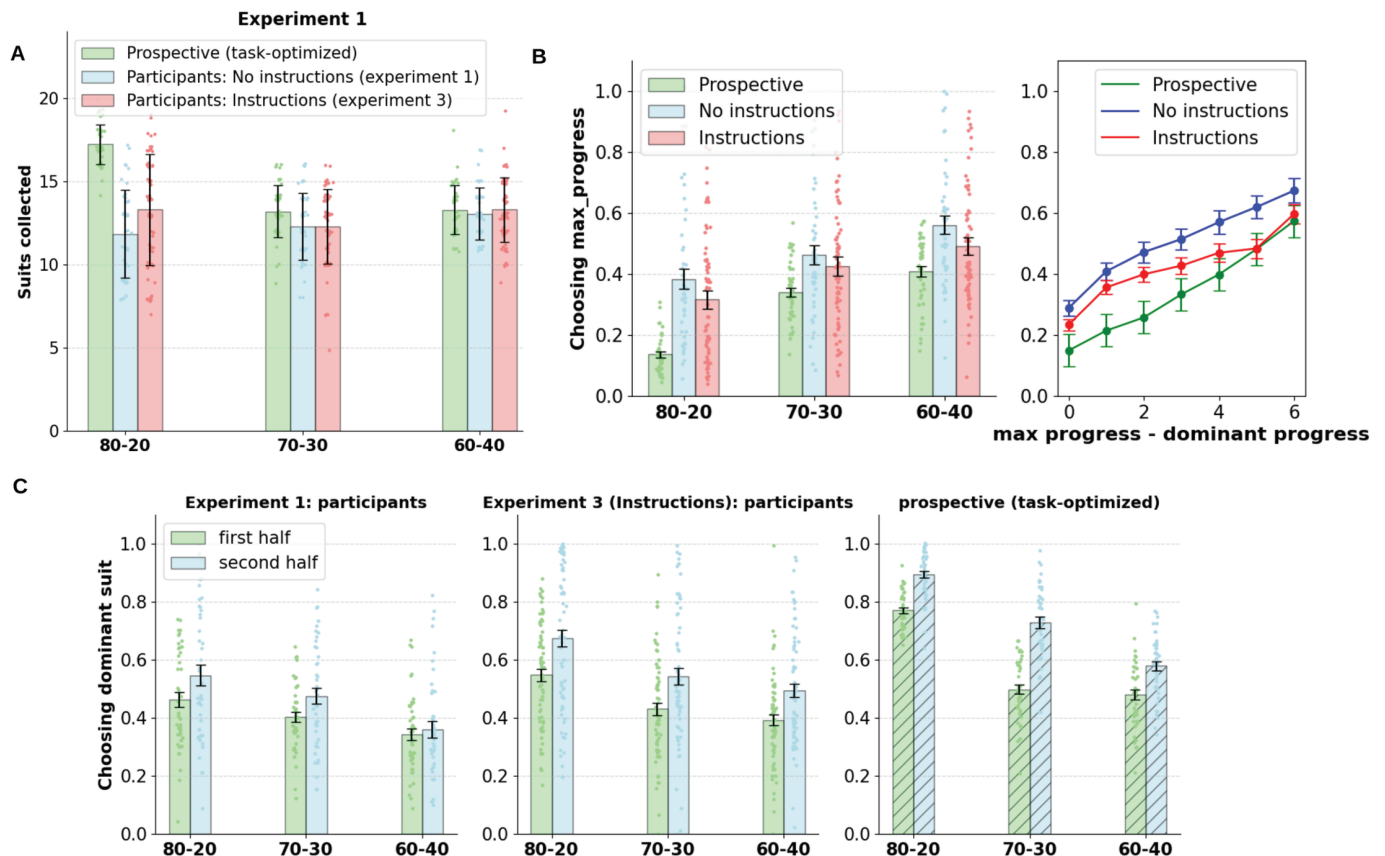 Experiment 1
A
Prospective (task-optimized)
Participants: No instructions (experiment 1)
Participants: Instructions (experiment 3)
Suits collected
20
15
10
5
0
80-20
70-30
60-40
B
Prospective
No instructions
Instructions
Choosing max_progress
1.0
0.8
0.6
0.4
0.2
0.0
80-20
70-30
60-40
Prospective
No instructions
Instructions
1.0
0.8
0.6
0.4
0.2
0.0
0
2
4
6
max progress - dominant progress
C
Experiment 1: participants
first half
second half
Choosing dominant suit
1.0
0.8
0.6
0.4
0.2
0.0
80-20
70-30
60-40
Experiment 3 (Instructions): participants
1.0
0.8
0.6
0.4
0.2
0.0
80-20
70-30
60-40
prospective (task-optimized)
1.0
0.8
0.6
0.4
0.2
0.0
80-20
70-30
60-40